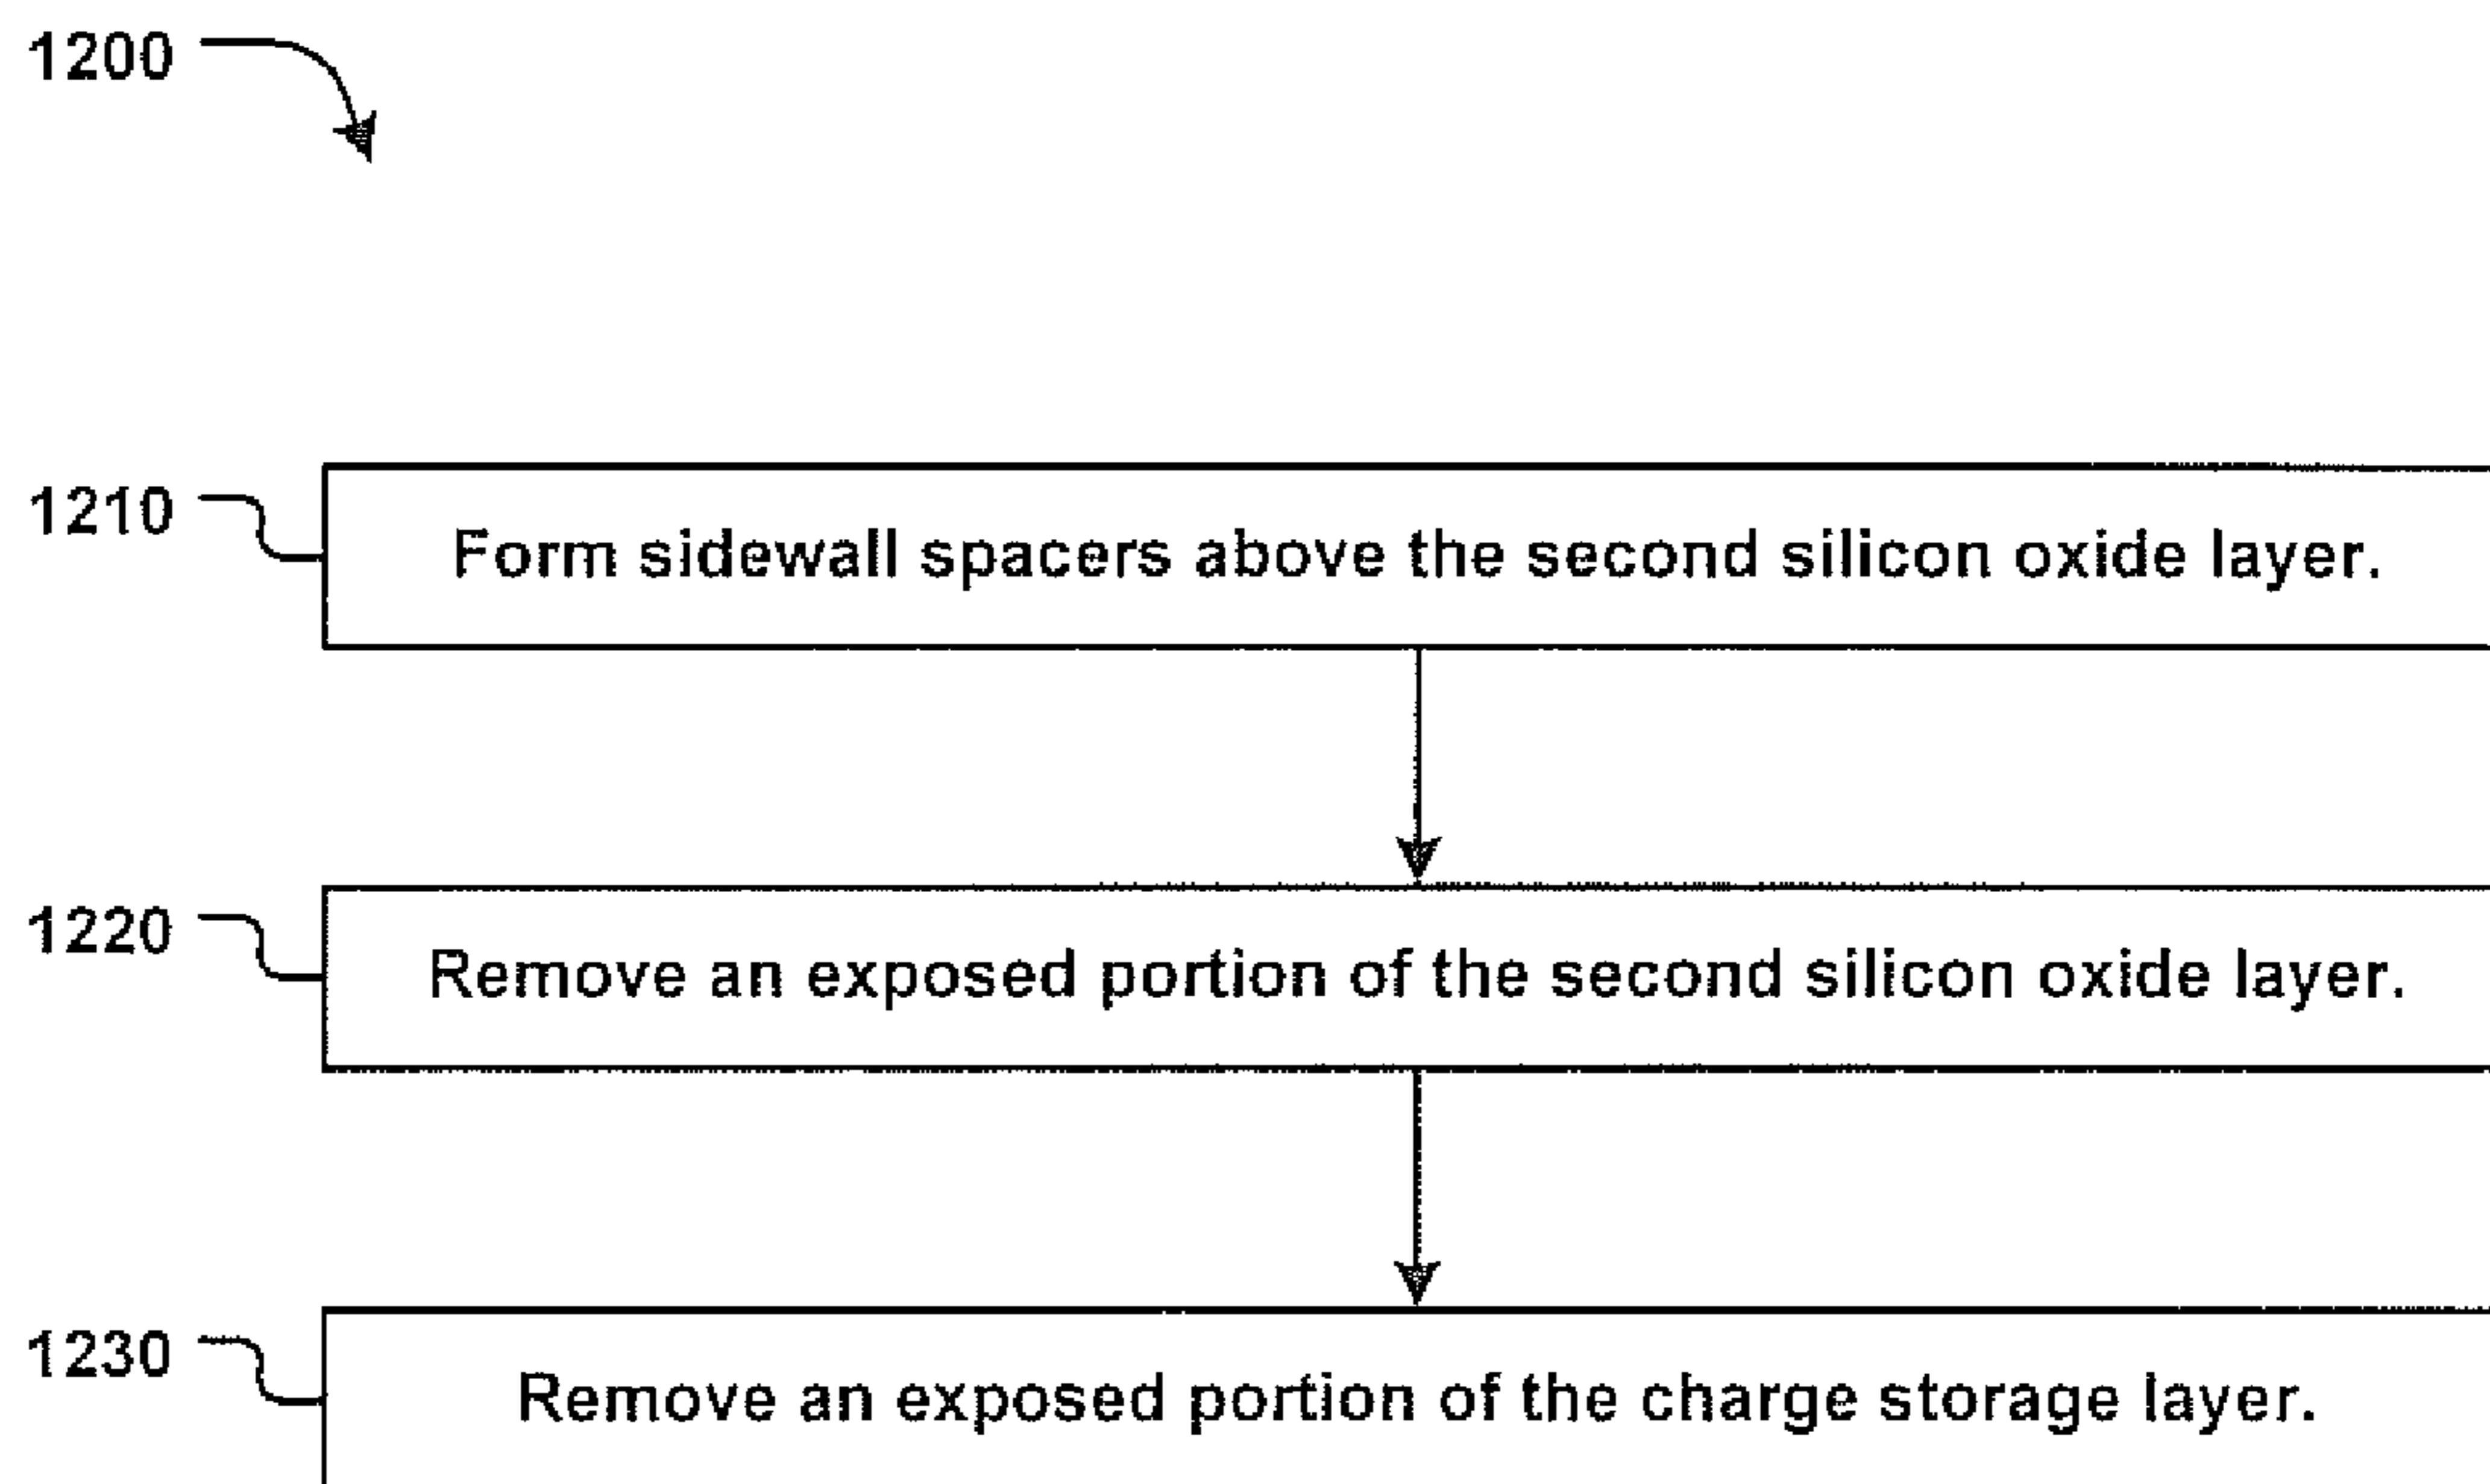 1200
1210
Form sidewall spacers above the second silicon oxide layer.
1220
Remove an exposed portion of the second silicon oxide layer.
1230
Remove an exposed portion of the charge storage layer.